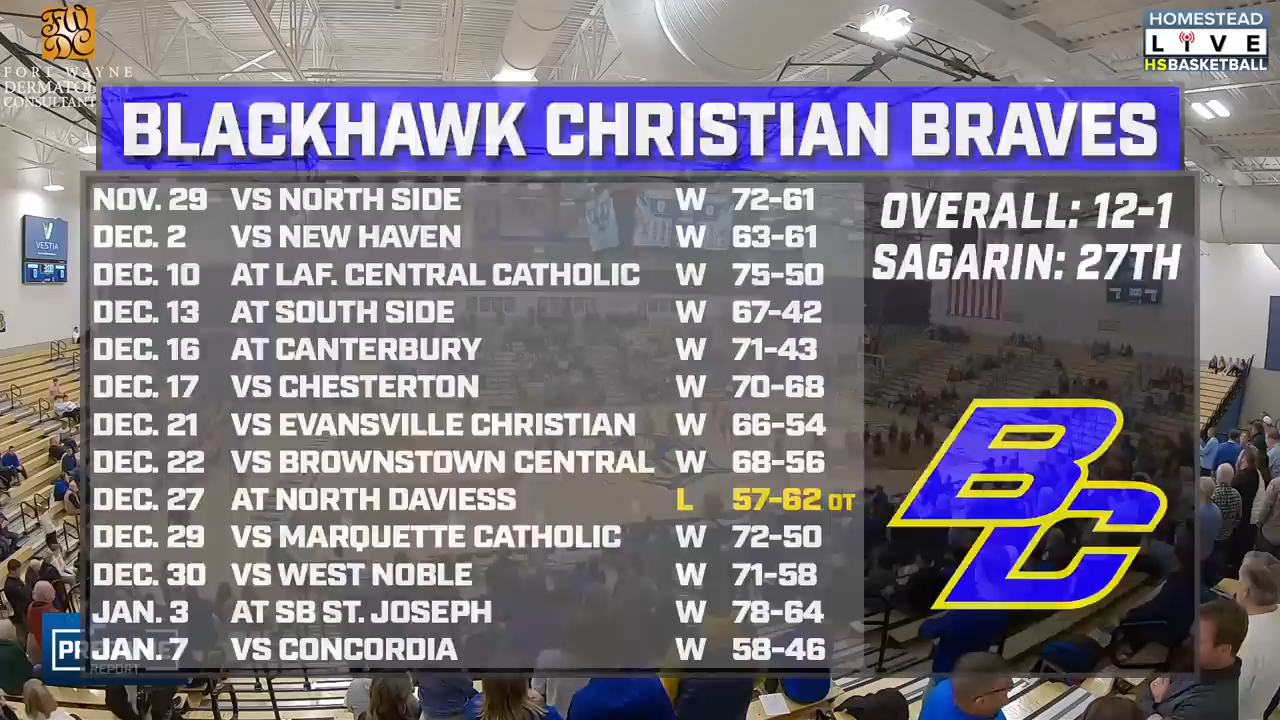 FWDC
FORT WAYNE
DERMATOLOGY
CONSULTANTS
HOMESTEAD
LIVE
HSBASKETBALL
BLACKHAWK CHRISTIAN BRAVES
NOV. 29 VS NORTH SIDE W 72-61
DEC. 2 VS NEW HAVEN W 63-61
DEC. 10 AT LAF. CENTRAL CATHOLIC W 75-50
DEC. 13 AT SOUTH SIDE W 67-42
DEC. 16 AT CANTERBURY W 71-43
DEC. 17 VS CHESTERTON W 70-68
DEC. 21 VS EVANSVILLE CHRISTIAN W 66-54
DEC. 22 VS BROWNSTOWN CENTRAL W 68-56
DEC. 27 AT NORTH DAVIESS L 57-62 OT
DEC. 29 VS MARQUETTE CATHOLIC W 72-50
DEC. 30 VS WEST NOBLE W 71-58
JAN. 3 AT SB ST. JOSEPH W 78-64
JAN. 7 VS CONCORDIA W 58-46
OVERALL: 12-1
SAGARIN: 27TH
BC
VESTIA
REPORT